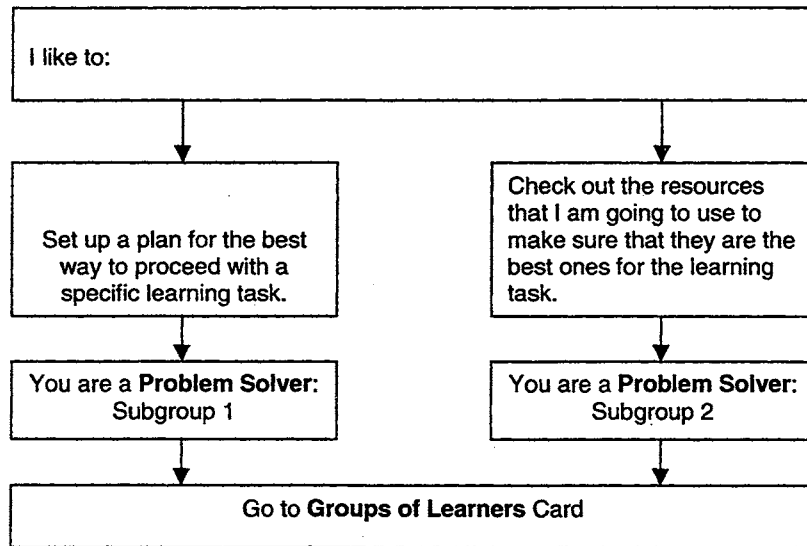 I like to:
Set up a plan for the best
way to proceed with a
specific learning task.
Check out the resources
that I am going to use to
make sure that they are the
best ones for the learning
task.
You are a Problem Solver:
Subgroup 1
You are a Problem Solver:
Subgroup 2
Go to Groups of Learners Card